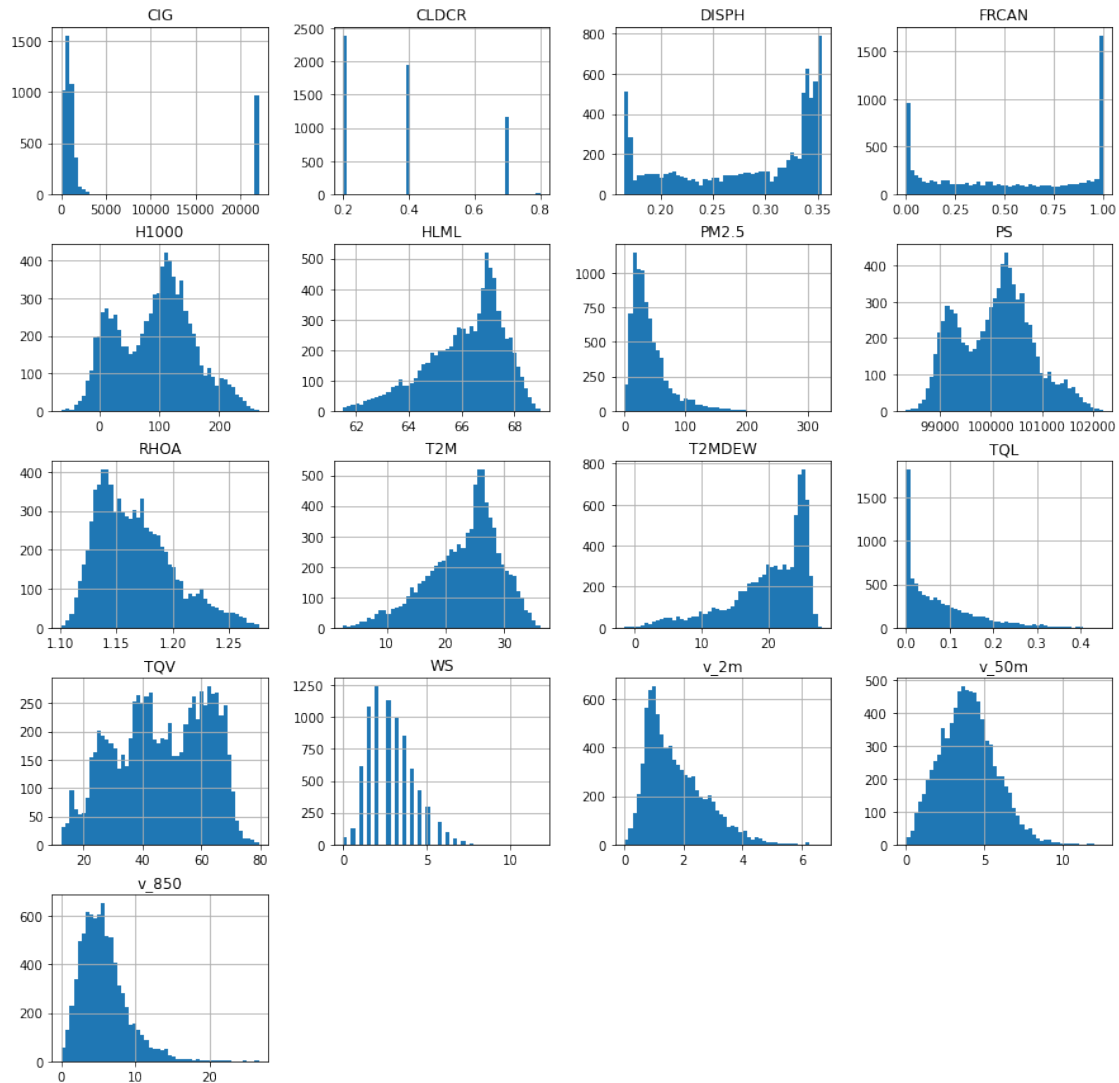 CIG CLDCR DISPH FRCAN
1500 1000 500 0
2500 2000 1500 1000 500 0
800 600 400 200 0
1500 1000 500 0
0 5000 10000 15000 20000
0.2 0.4 0.6 0.8
0.20 0.25 0.30 0.35
0.00 0.25 0.50 0.75 1.00
H1000 HLML PM2.5 PS
400 300 200 100 0
500 400 300 200 100 0
1000 750 500 250 0
400 300 200 100 0
0 100 200
62 64 66 68
0 100 200 300
99000 100000 101000 102000
RHOA T2M T2MDEW TQL
400 300 200 100 0
500 400 300 200 100 0
800 600 400 200 0
1500 1000 500 0
1.10 1.15 1.20 1.25
10 20 30
0 10 20
0.0 0.1 0.2 0.3 0.4
TQV WS v_2m v_50m
250 200 150 100 50 0
1250 1000 750 500 250 0
600 400 200 0
500 400 300 200 100 0
20 40 60 80
0 5 10
0 2 4 6
0 5 10
v_850
600 400 200 0
0 10 20